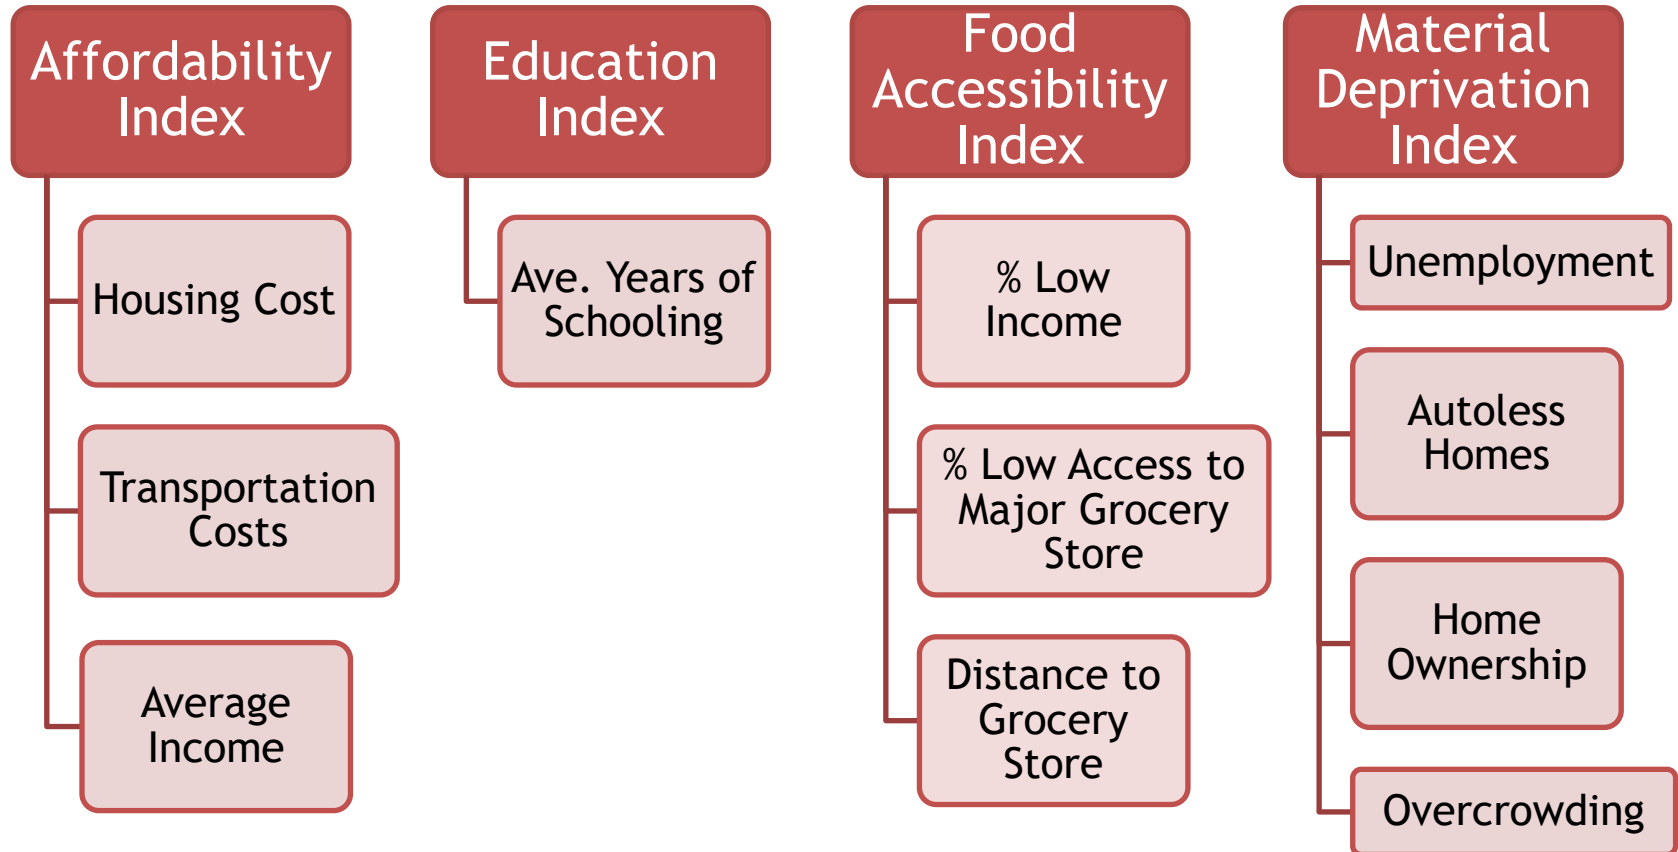 Affordability
Index
Housing Cost
Transportation
Costs
Average
Income
Education
Index
Ave. Years of
Schooling
Food
Accessibility
Index
% Low
Income
% Low Access to
Major Grocery
Store
Distance to
Grocery
Store
Material
Deprivation
Index
Unemployment
Autoless
Homes
Home
Ownership
Overcrowding